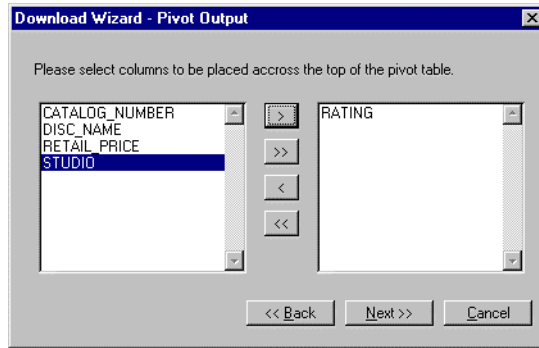 Download Wizard - Pivot Output
Please select columns to be placed accross the top of the pivot table.
CATALOG_NUMBER
DISC_NAME
RETAIL_PRICE
STUDIO
>
>>
<
<<
RATING
<< Back
Next >>
Cancel